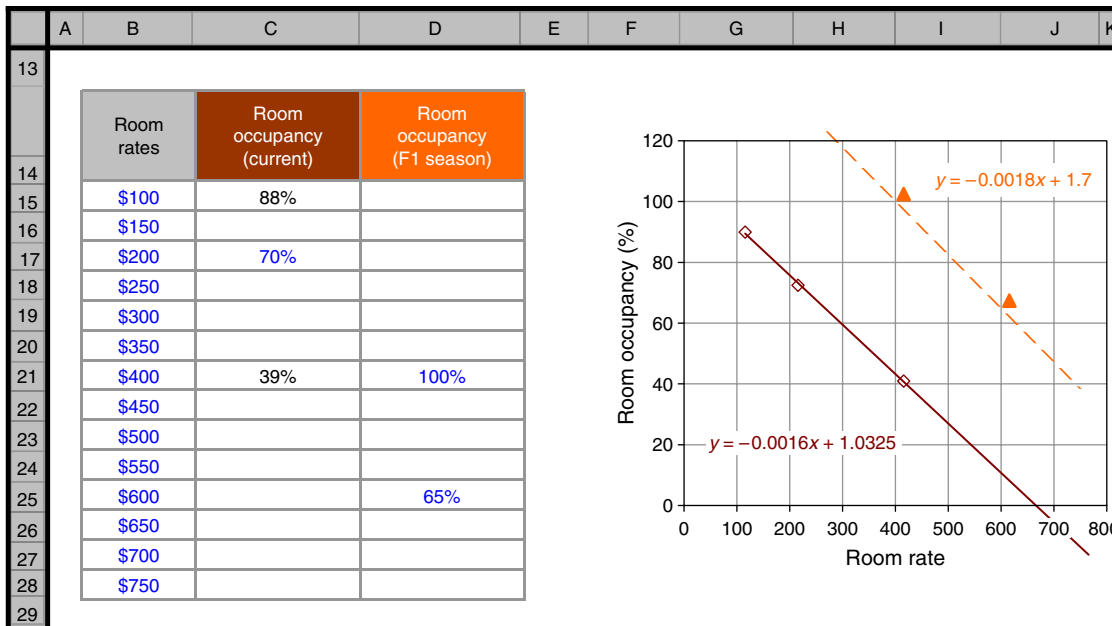 A B C D E F G H I J K
13
14
Room
rates
Room
occupancy
(current)
Room
occupancy
(F1 season)
15 $100 88%
16 $150
17 $200 70%
18 $250
19 $300
20 $350
21 $400 39% 100%
22 $450
23 $500
24 $550
25 $600 65%
26 $650
27 $700
28 $750
29
Room occupancy (%)
120
100
80
60
40
20
0
y = −0.0018x + 1.7
y = −0.0016x + 1.0325
0 100 200 300 400 500 600 700 800
Room rate